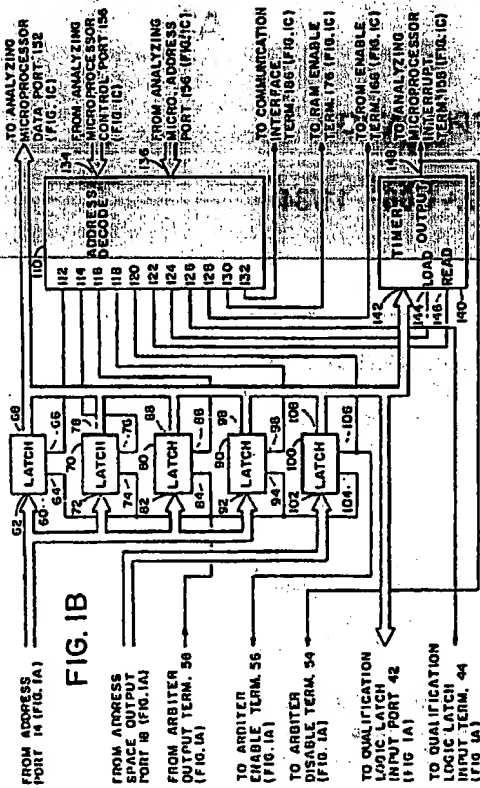 FROM ADDRESS
PORT 14 (FIG. 1A)
FIG. 1B
FROM ADDRESS
SPACE OUTPUT
PORT 18 (FIG. 1A)
FROM ARBITER
OUTPUT TERM. 58
(FIG. 1A)
TO ARBITER
ENABLE TERM. 56
(FIG. 1A)
TO ARBITER
DISABLE TERM. 54
(FIG. 1A)
TO QUALIFICATION
LOGIC LATCH
INPUT PORT 42
(FIG 1A)
TO QUALIFICATION
LOGIC LATCH
INPUT TERM. 44
(FIG 1A)
62
60
LATCH
68
64
66
72
70
LATCH
78
74
76
82
80
LATCH
88
84
86
92
90
LATCH
98
94
102
100
LATCH
108
104
106
110
112
114
116
118
120
122
124
126
128
130
132
ADDRESS
DECODE
134
136
142
144
146
140
TIMER
LOAD OUTPUT
READ
148
TO ANALYZING
MICROPROCESSOR
DATA PORT 152
(FIG. 1C)
FROM ANALYZING
MICROPROCESSOR
CONTROL PORT 156
(FIG. 1C)
FROM ANALYZING
MICRO. ADDRESS
PORT 156 (FIG. 1C)
TO COMMUNICATION
INTERFACE
TERM. 186 (FIG. 1C)
TO RAM ENABLE
TERM. 176 (FIG. 1C)
TO PROM ENABLE
TERM. 166 (FIG. 1C)
TO ANALYZING
MICROPROCESSOR
INTERRUPT
TERM. 158 (FIG. 1C)